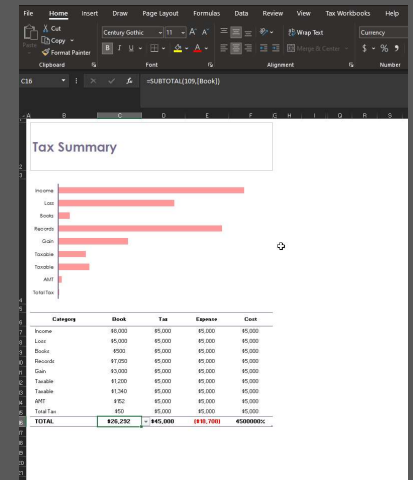 File Home Insert Draw Page Layout Formulas Data Review View Tax Workbooks Help
Cut
Copy
Paste
Format Painter
Clipboard
Century Gothic 11 A A
B I U A
Font
Wrap Text
Merge & Center
Alignment
Currency
$ % 9
Number
C16 fx =SUBTOTAL(109,[Book])
A B C D E F G H I Q R S
Tax Summary
Income
Loss
Books
Records
Gain
Taxable
Taxable
AMT
Total Tax
Category Book Tax Expense Cost
Income $8,000 $5,000 $5,000 $5,000
Loss $5,000 $5,000 $5,000 $5,000
Books $500 $5,000 $5,000 $5,000
Records $7,050 $5,000 $5,000 $5,000
Gain $3,000 $5,000 $5,000 $5,000
Taxable $1,200 $5,000 $5,000 $5,000
Taxable $1,340 $5,000 $5,000 $5,000
AMT $152 $5,000 $5,000 $5,000
Total Tax $50 $5,000 $5,000 $5,000
TOTAL $26,292 $45,000 ($18,700) 4500000%